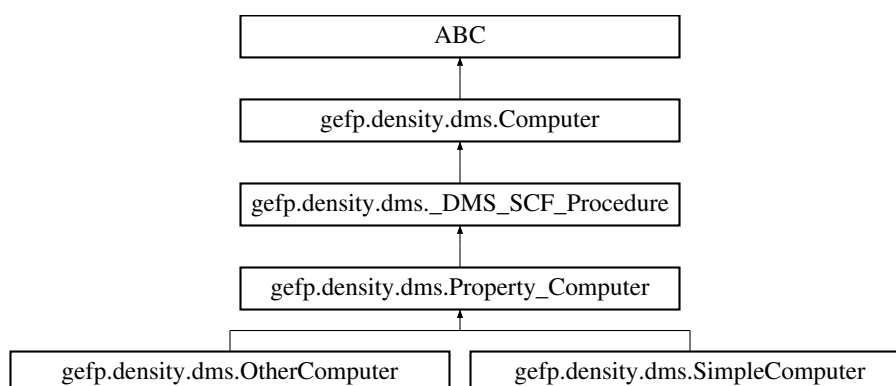 ABC
gefp.density.dms.Computer
gefp.density.dms._DMS_SCF_Procedure
gefp.density.dms.Property_Computer
gefp.density.dms.OtherComputer
gefp.density.dms.SimpleComputer